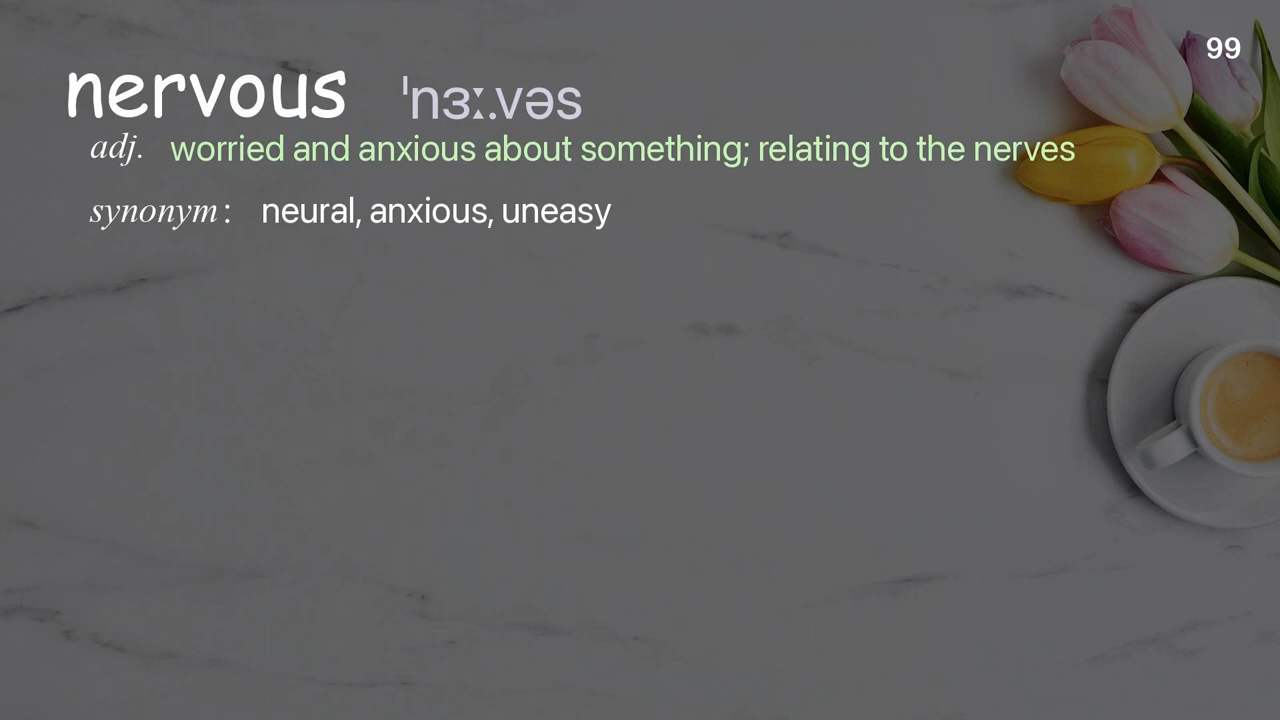 99
nervous ˈnɜː.vəs
adj. worried and anxious about something; relating to the nerves
synonym: neural, anxious, uneasy